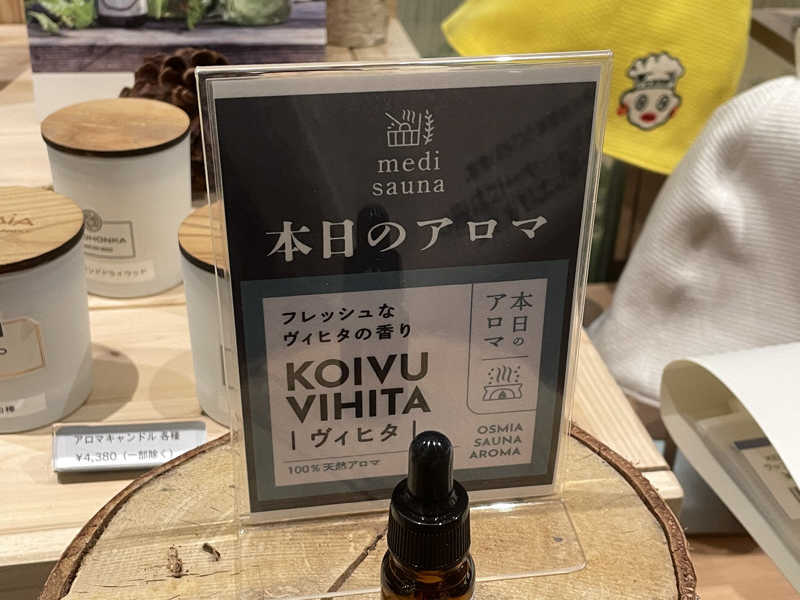 medi
sauna
本日のアロマ
フレッシュな
ヴィヒタの香り
KOIVU
VIHITA
ヴィヒタ
100%天然アロマ
本日の
アロマ
OSMIA
SAUNA
AROMA
アロマキャンドル 各種
¥4,380(一部除く)